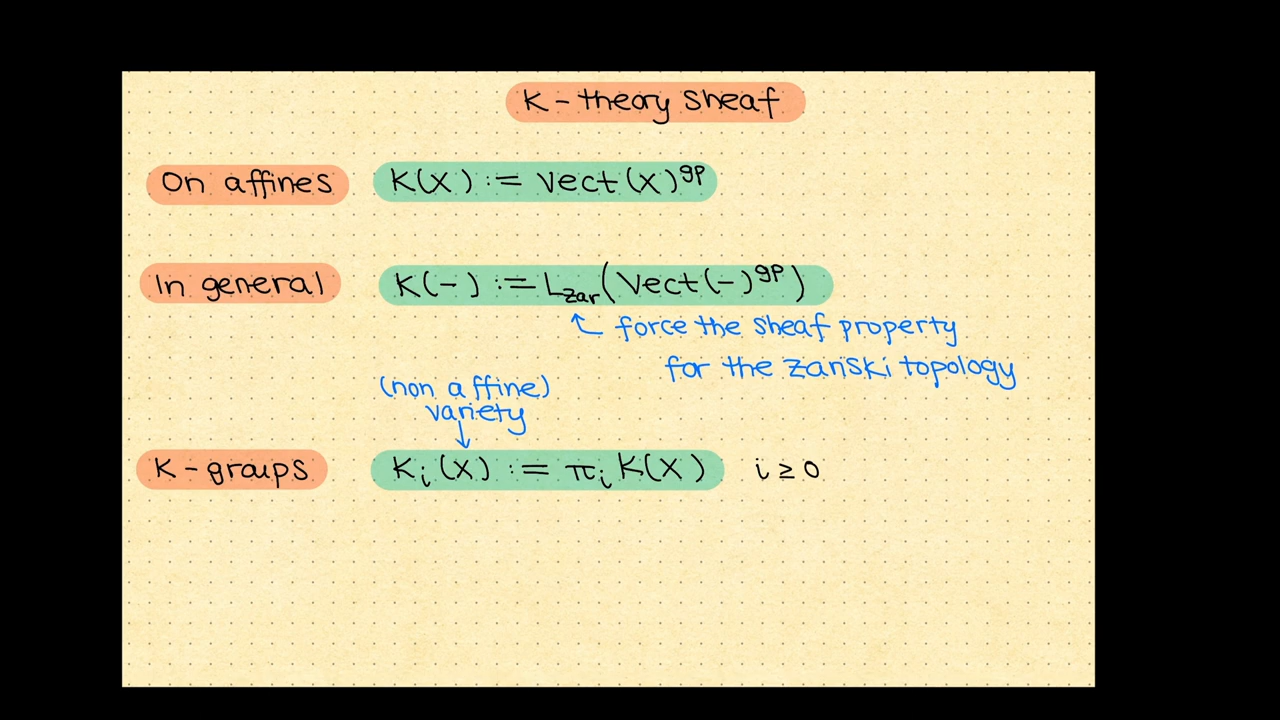 K - theory Sheaf
On affines K(X) := Vect(X)^gp
In general K(-) := L_zar(Vect(-)^gp)
↖ force the sheaf property
for the Zariski topology
(non affine)
variety
↓
K - groups K_i(X) := π_i K(X) i ≥ 0